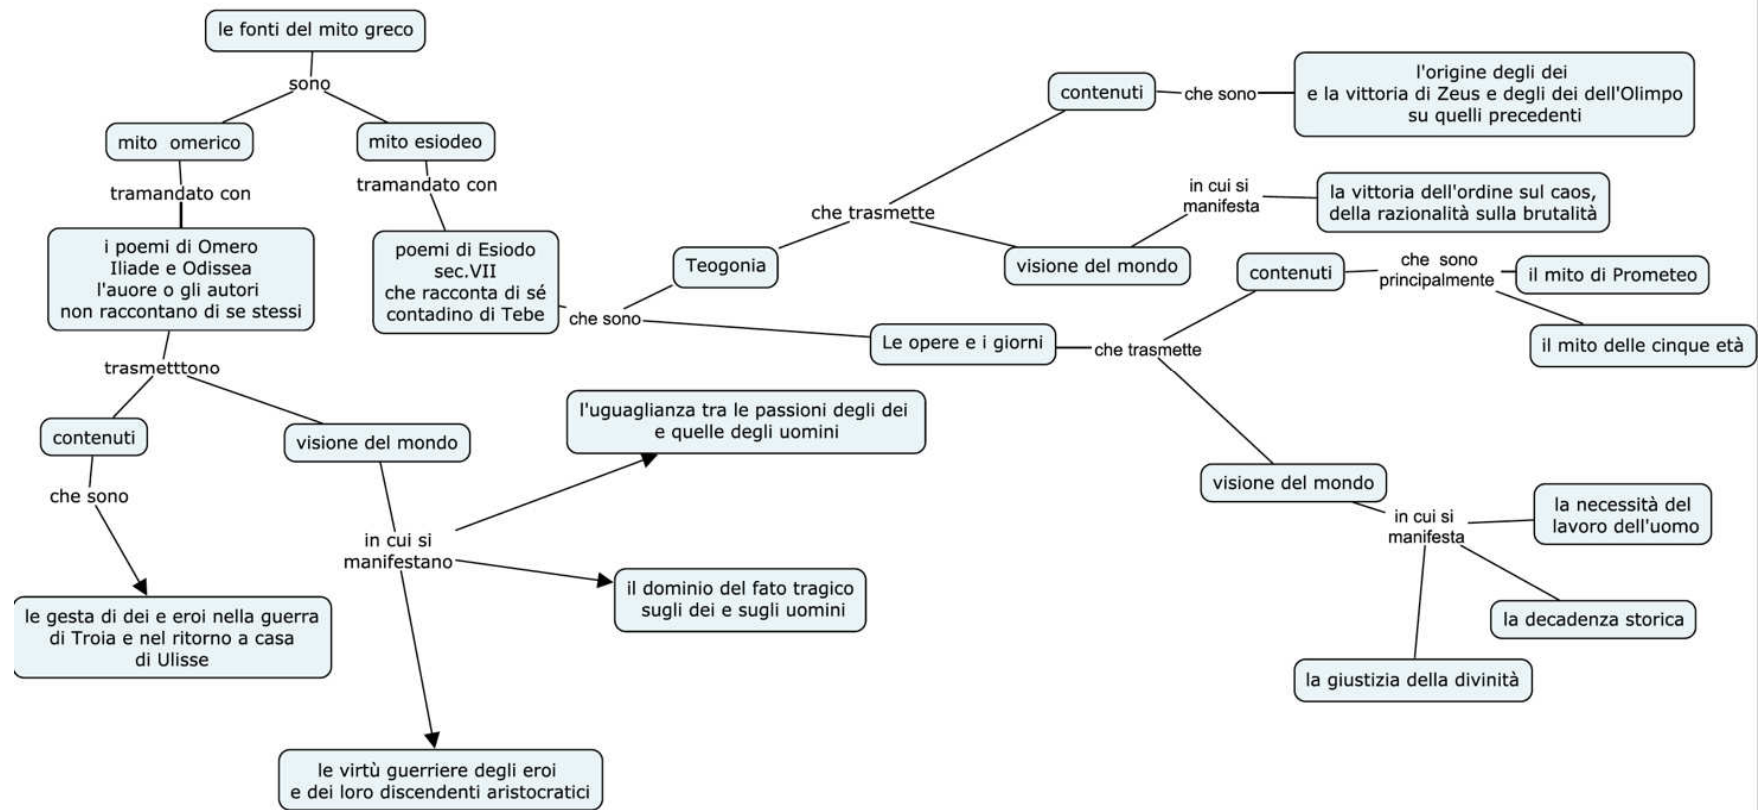 le fonti del mito greco
sono
mito omerico
mito esiodeo
tramandato con
tramandato con
i poemi di Omero
Iliade e Odissea
l'auore o gli autori
non raccontano di se stessi
poemi di Esiodo
sec.VII
che racconta di sé
contadino di Tebe
trasmetttono
contenuti
visione del mondo
che sono
le gesta di dei e eroi nella guerra
di Troia e nel ritorno a casa
di Ulisse
in cui si
manifestano
l'uguaglianza tra le passioni degli dei
e quelle degli uomini
il dominio del fato tragico
sugli dei e sugli uomini
le virtù guerriere degli eroi
e dei loro discendenti aristocratici
che sono
Teogonia
che trasmette
contenuti
che sono
l'origine degli dei
e la vittoria di Zeus e degli dei dell'Olimpo
su quelli precedenti
visione del mondo
in cui si
manifesta
la vittoria dell'ordine sul caos,
della razionalità sulla brutalità
Le opere e i giorni
che trasmette
contenuti
che sono
principalmente
il mito di Prometeo
il mito delle cinque età
visione del mondo
in cui si
manifesta
la necessità del
lavoro dell'uomo
la decadenza storica
la giustizia della divinità